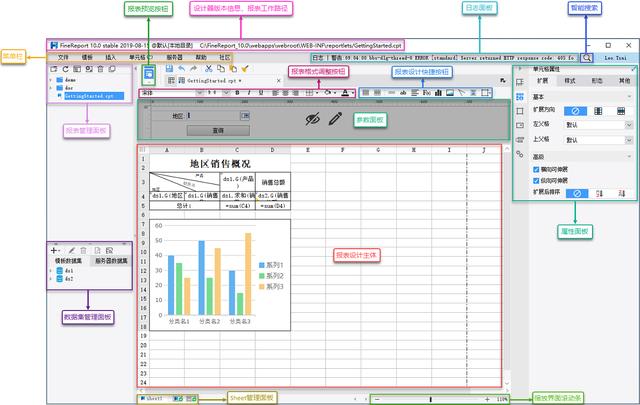 报表预览按钮
设计器版本信息、报表工作路径
日志面板
智能搜索
FineReport 10.0 stable 2019-08-15 @默认[本地目录] C:\FineReport_10.0\webapps\webroot\WEB-INF\reportlets/GettingStarted.cpt
菜单栏
文件 模板 插入 单元格 服务器 帮助 社区
日志 | 警告
ERROR [standard] Server returned HTTP response code: 405 fo
demo
doc
GettingStarted.cpt
GettingStarted.cpt
报表格式调整按钮
报表设计快捷按钮
宋体
报表管理面板
地区:
查询
参数面板
A B C D E F G H I J
地区销售概况
产品
销售员
地区
ds1.G(产品)
销售总额
ds1.G(地区
ds1.G(销售
ds1.求和(销
ds2.G(销售
总计:
=sum(C4)
=sum(D4)
60
50
40
30
20
10
0
系列1
系列2
系列3
分类名1 分类名2 分类名3
报表设计主体
模板数据集 服务器数据集
ds1
ds2
数据集管理面板
单元格属性
扩展 样式 形态 其他
基本
扩展方向
左父格 默认
上父格 默认
高级
横向可伸展
纵向可伸展
扩展后排序
属性面板
sheet1
Sheet管理面板
110%
缩放界面滚动条